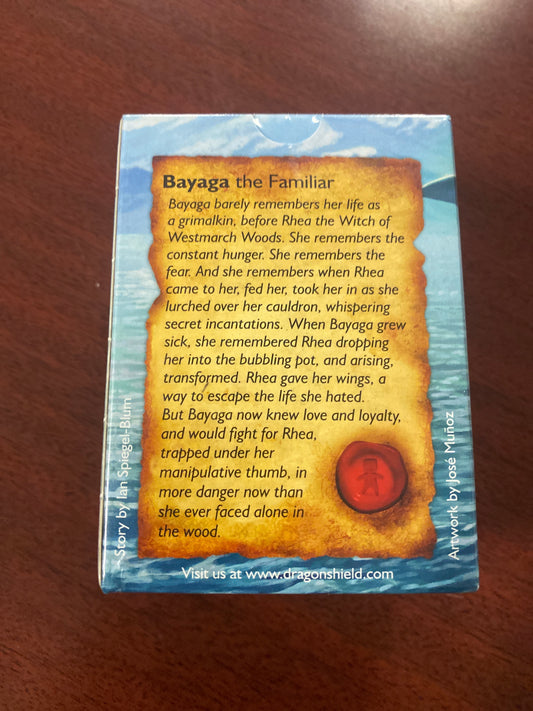 Bayaga the Familiar
Bayaga barely remembers her life as
a grimalkin, before Rhea the Witch of
Westmarch Woods. She remembers the
constant hunger. She remembers the
fear. And she remembers when Rhea
came to her, fed her, took her in as she
lurched over her cauldron, whispering
secret incantations. When Bayaga grew
sick, she remembered Rhea dropping
her into the bubbling pot, and arising,
transformed. Rhea gave her wings, a
way to escape the life she hated.
But Bayaga now knew love and loyalty,
and would fight for Rhea,
trapped under her
manipulative thumb, in
more danger now than
she ever faced alone in
the wood.
Story by Ian Spiegel-Blum
Artwork by José Muñoz
Visit us at www.dragonshield.com